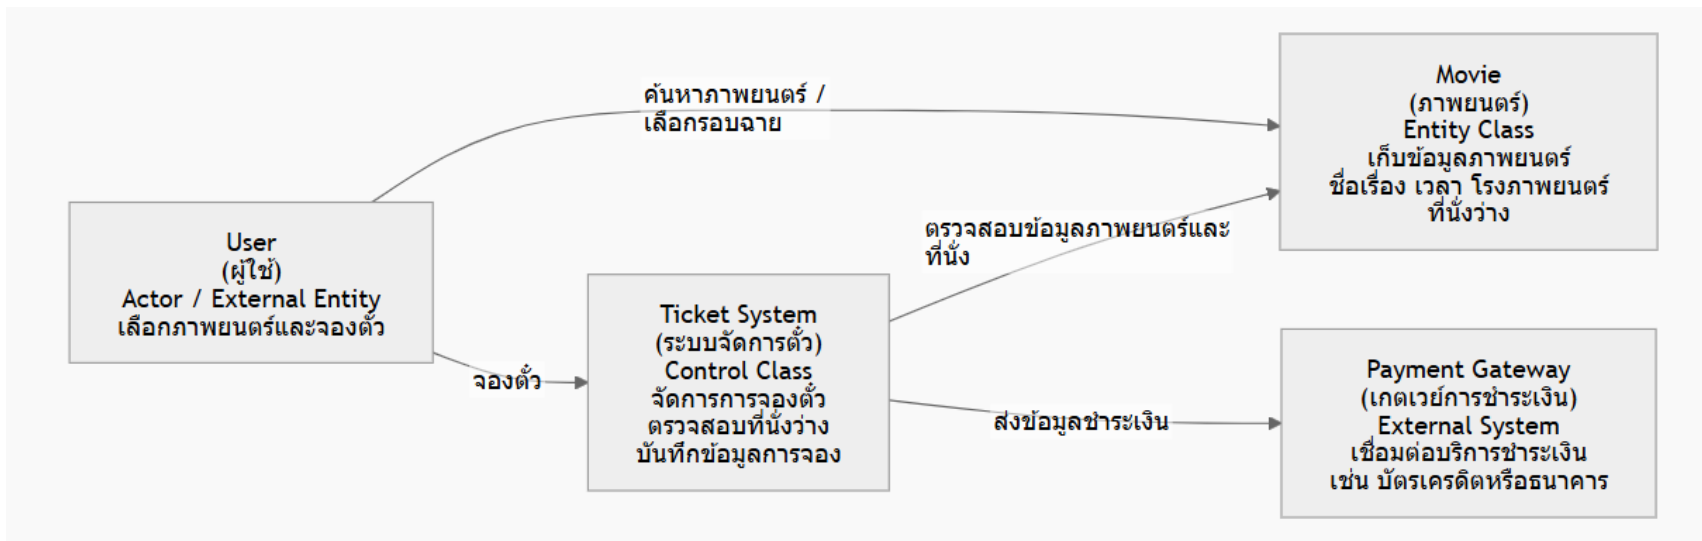 User
(ผู้ใช้)
Actor / External Entity
เลือกภาพยนตร์และจองตั๋ว
ค้นหาภาพยนตร์ /
เลือกรอบฉาย
จองตั๋ว
Ticket System
(ระบบจัดการตั๋ว)
Control Class
จัดการการจองตั๋ว
ตรวจสอบที่นั่งว่าง
บันทึกข้อมูลการจอง
ตรวจสอบข้อมูลภาพยนตร์และ
ที่นั่ง
ส่งข้อมูลชำระเงิน
Movie
(ภาพยนตร์)
Entity Class
เก็บข้อมูลภาพยนตร์
ชื่อเรื่อง เวลา โรงภาพยนตร์
ที่นั่งว่าง
Payment Gateway
(เกตเวย์การชำระเงิน)
External System
เชื่อมต่อบริการชำระเงิน
เช่น บัตรเครดิตหรือธนาคาร